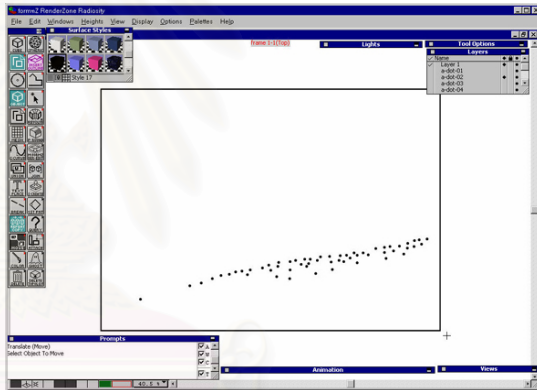 formZ RenderZone Radiosity
File Edit Windows Heights View Display Options Palettes Help
Surface Styles
Style 17
frame 1-1(Top)
Lights
Tool Options
Layers
Name
Layer 1
a-dot-01
a-dot-02
a-dot-03
a-dot-04
Prompts
Translate (Move)
Select Object To Move
A
W
C
T
40.5 %
Animation
Views